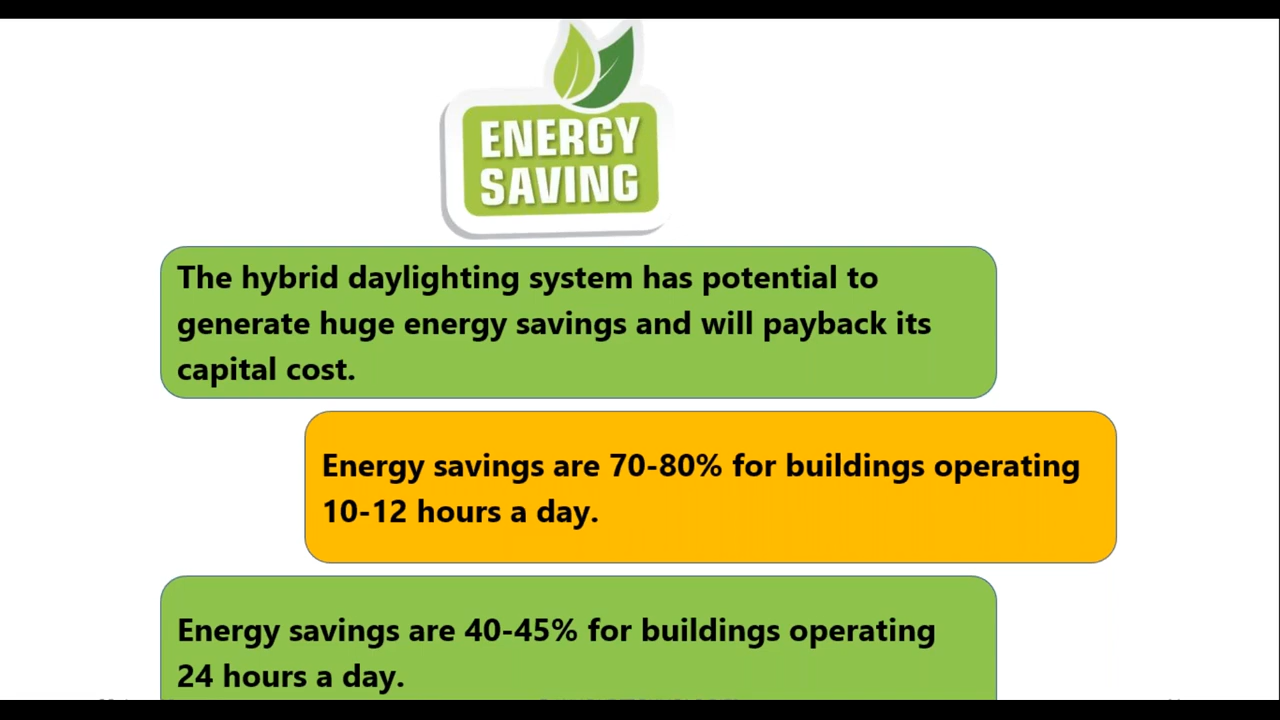 ENERGY
SAVING
The hybrid daylighting system has potential to
generate huge energy savings and will payback its
capital cost.
Energy savings are 70-80% for buildings operating
10-12 hours a day.
Energy savings are 40-45% for buildings operating
24 hours a day.